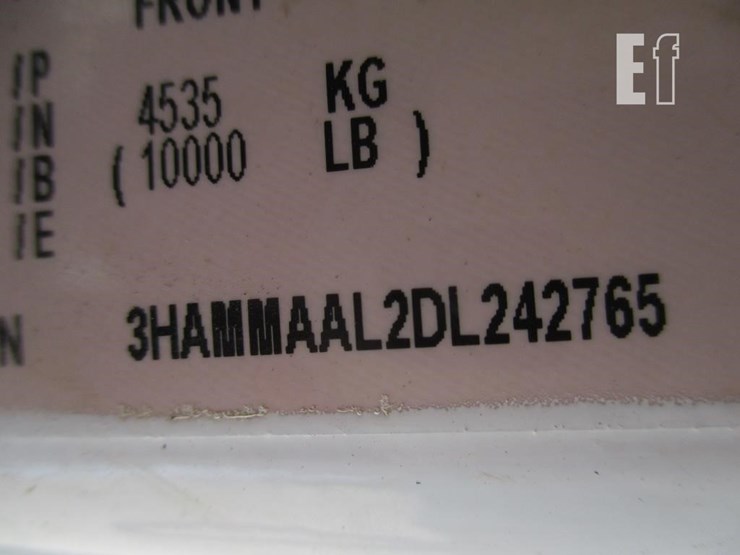 FRONT
Ef
/P 4535 KG
/N ( 10000 LB )
/B
/E
N 3HAMMAAL2DL242765